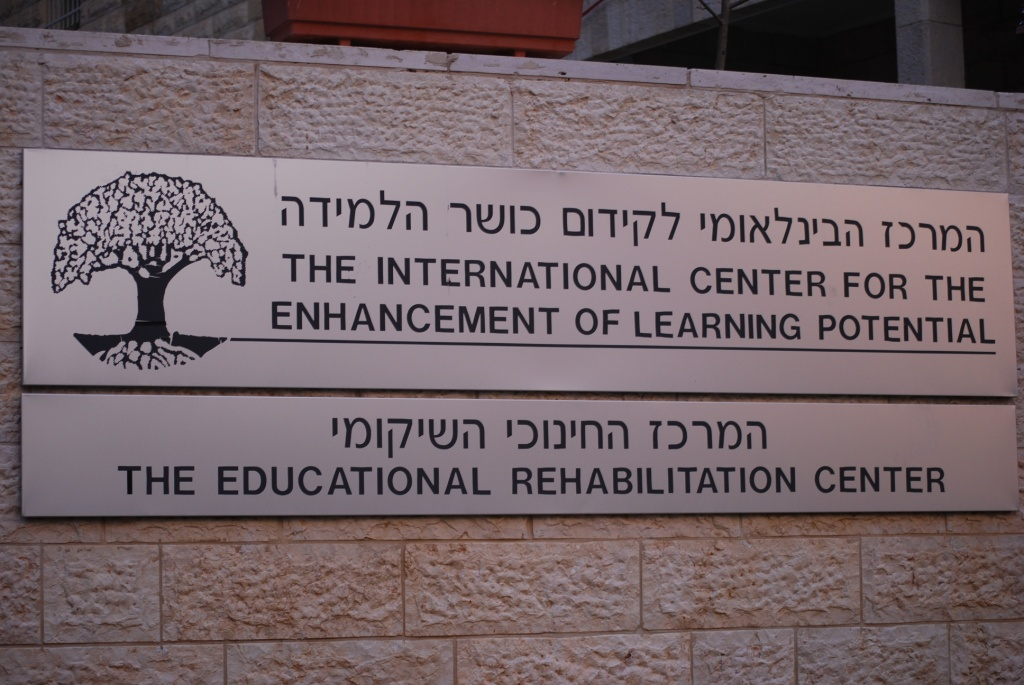 המרכז הבינלאומי לקידום כושר הלמידה
THE INTERNATIONAL CENTER FOR THE
ENHANCEMENT OF LEARNING POTENTIAL
המרכז החינוכי השיקומי
THE EDUCATIONAL REHABILITATION CENTER